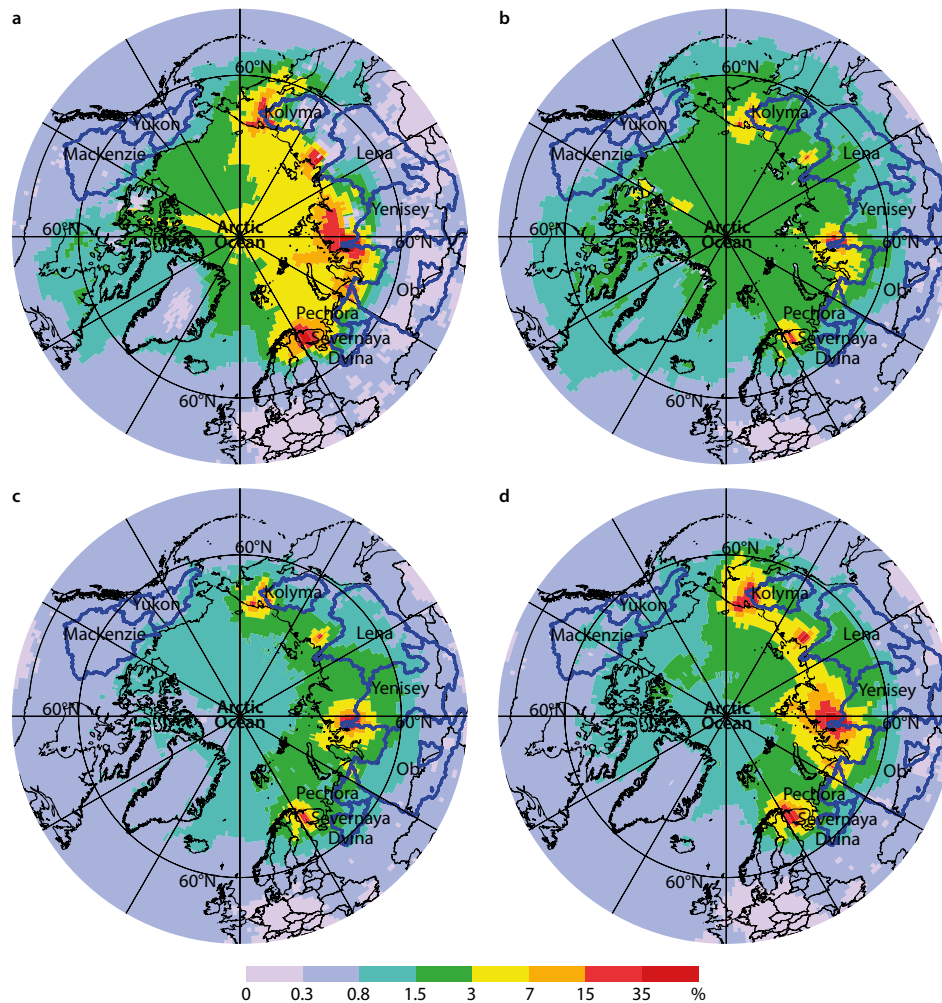 a
60°N
Kolyma
Yukon
Mackenzie
Lena
Yenisey
60°N
Arctic
Ocean
60°N
Ob
Pechora
Severnaya
Dvina
60°N
b
60°N
Kolyma
Yukon
Mackenzie
Lena
Yenisey
60°N
Arctic
Ocean
60°N
Ob
Pechora
Severnaya
Dvina
60°N
c
60°N
Kolyma
Yukon
Mackenzie
Lena
Yenisey
60°N
Arctic
Ocean
60°N
Ob
Pechora
Severnaya
Dvina
60°N
d
60°N
Kolyma
Yukon
Mackenzie
Lena
Yenisey
60°N
Arctic
Ocean
60°N
Ob
Pechora
Severnaya
Dvina
60°N
0 0.3 0.8 1.5 3 7 15 35 %